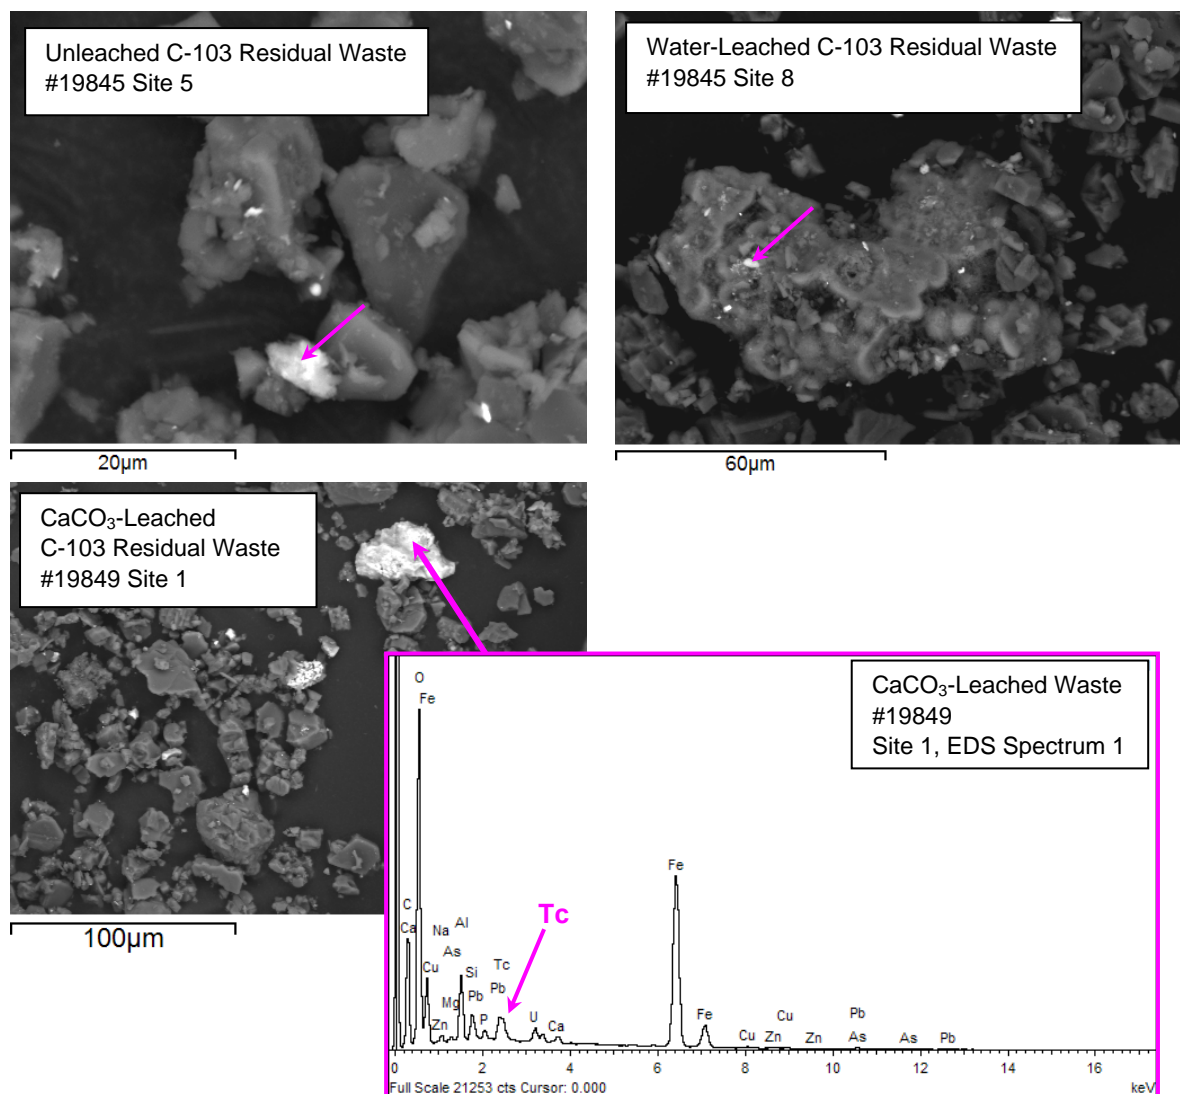 Unleached C-103 Residual Waste
#19845 Site 5
20µm
Water-Leached C-103 Residual Waste
#19845 Site 8
60µm
CaCO₃-Leached
C-103 Residual Waste
#19849 Site 1
100µm
CaCO₃-Leached Waste
#19849
Site 1, EDS Spectrum 1
O
Fe
C
Ca
Na
Al
As
Cu
Si
Mg
Pb
Zn
P
Tc
Pb
Tc
U
Ca
Fe
Fe
Cu
Cu
Zn
Zn
Pb
As
As
Pb
0 2 4 6 8 10 12 14 16
Full Scale 21253 cts Cursor: 0.000 keV